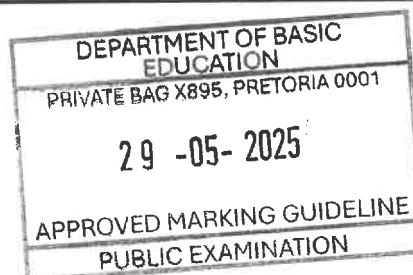 DEPARTMENT OF BASIC
EDUCATION
PRIVATE BAG X895, PRETORIA 0001
29 -05- 2025
APPROVED MARKING GUIDELINE
PUBLIC EXAMINATION